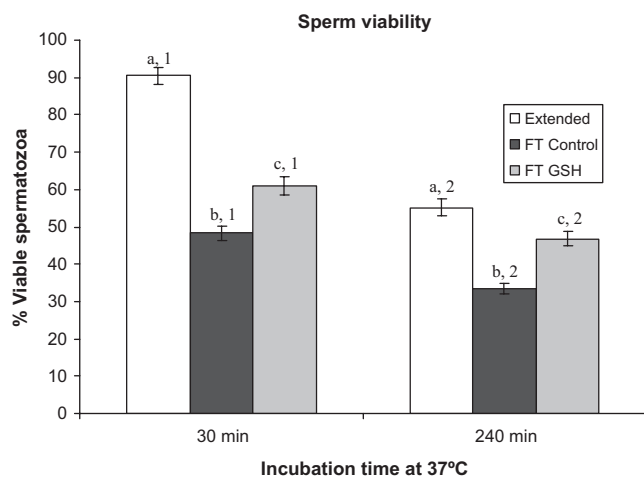 Sperm viability
100
90
80
70
60
50
40
30
20
10
0
% Viable spermatozoa
a, 1
b, 1
c, 1
a, 2
b, 2
c, 2
Extended
FT Control
FT GSH
30 min
240 min
Incubation time at 37ºC